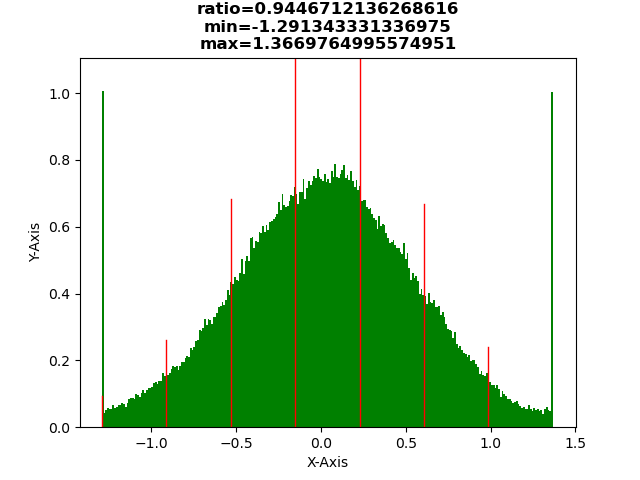 ratio=0.9446712136268616
min=-1.291343331336975
max=1.3669764995574951
1.0
0.8
0.6
0.4
0.2
0.0
Y-Axis
−1.0 −0.5 0.0 0.5 1.0 1.5
X-Axis